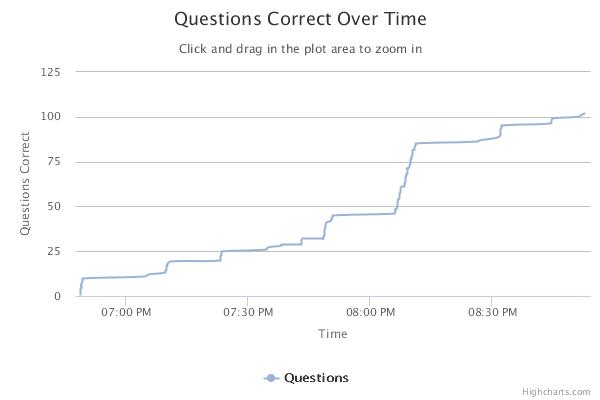 Questions Correct Over Time
Click and drag in the plot area to zoom in
125
100
75
50
25
0
Questions Correct
07:00 PM
07:30 PM
08:00 PM
08:30 PM
Time
Questions
Highcharts.com